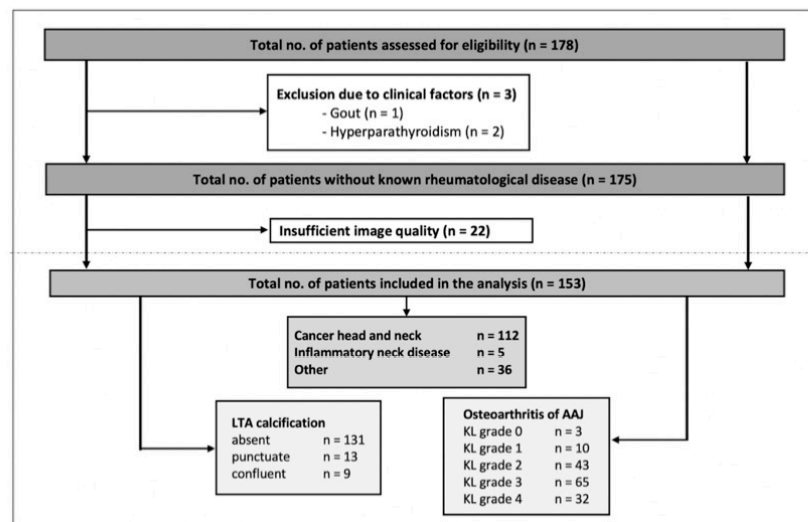 Total no. of patients assessed for eligibility (n = 178)
Exclusion due to clinical factors (n = 3)
- Gout (n = 1)
- Hyperparathyroidism (n = 2)
Total no. of patients without known rheumatological disease (n = 175)
Insufficient image quality (n = 22)
Total no. of patients included in the analysis (n = 153)
Cancer head and neck n = 112
Inflammatory neck disease n = 5
Other n = 36
LTA calcification
absent n = 131
punctuate n = 13
confluent n = 9
Osteoarthritis of AAJ
KL grade 0 n = 3
KL grade 1 n = 10
KL grade 2 n = 43
KL grade 3 n = 65
KL grade 4 n = 32